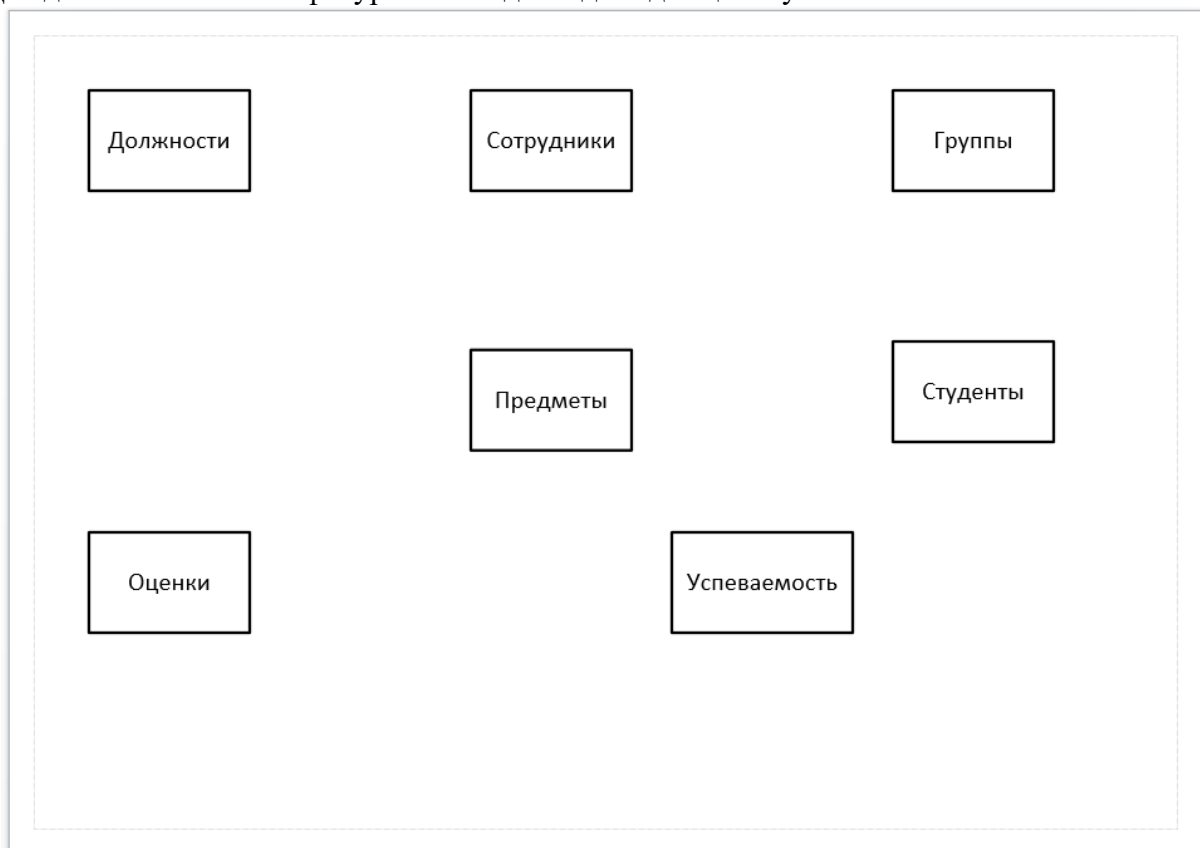 Должности
Сотрудники
Группы
Предметы
Студенты
Оценки
Успеваемость